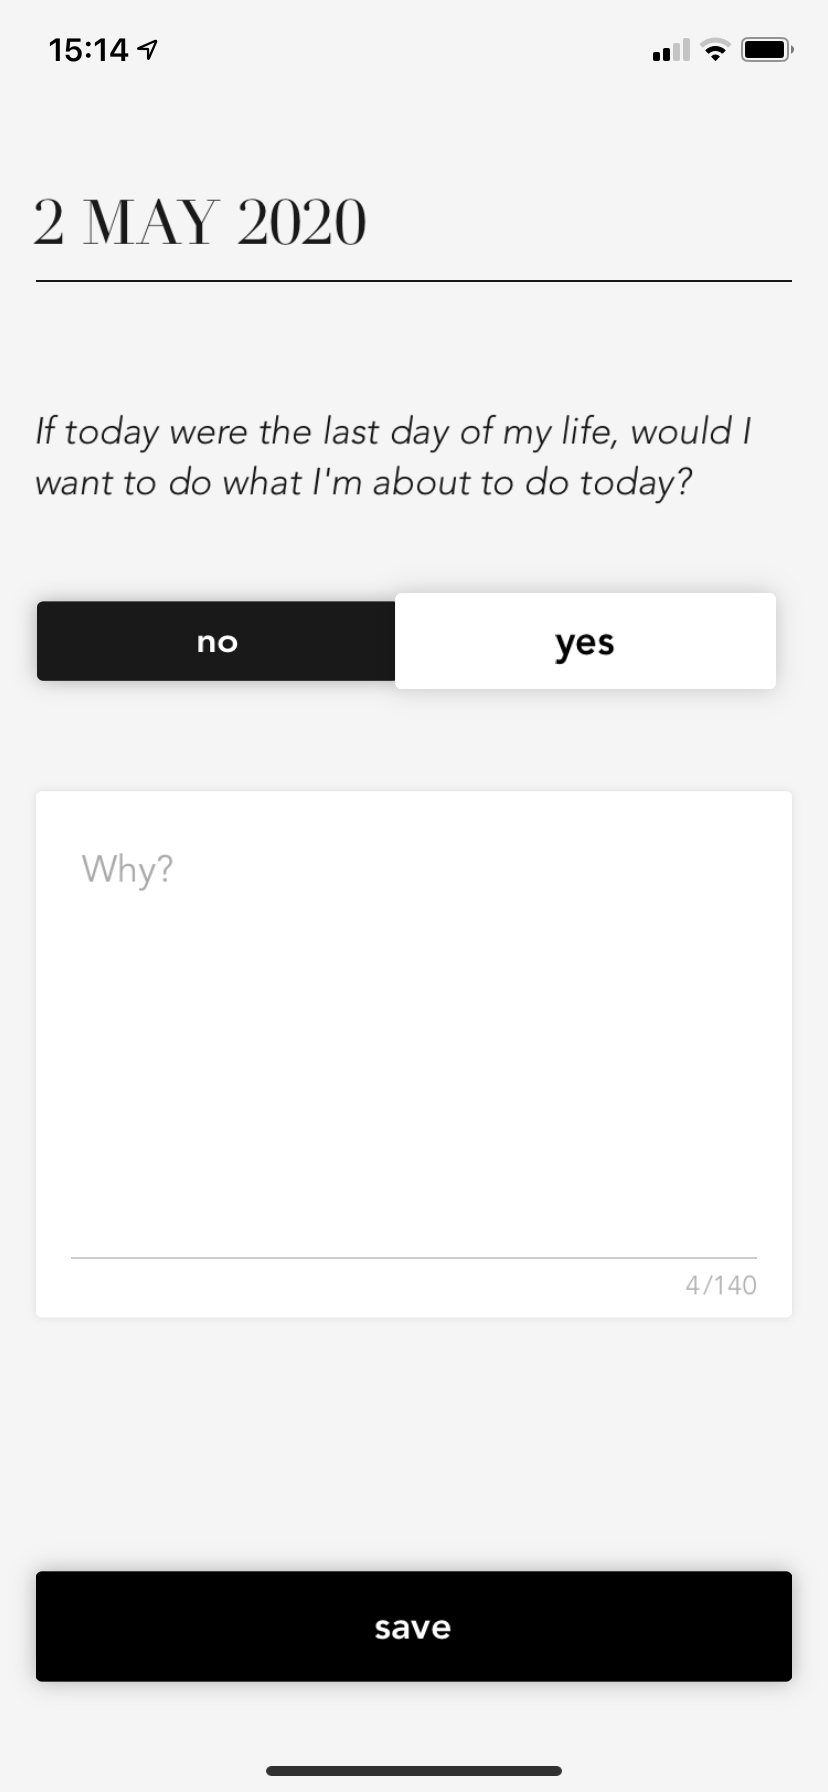 15:14
2 MAY 2020
If today were the last day of my life, would I
want to do what I'm about to do today?
no yes
Why?
4/140
save